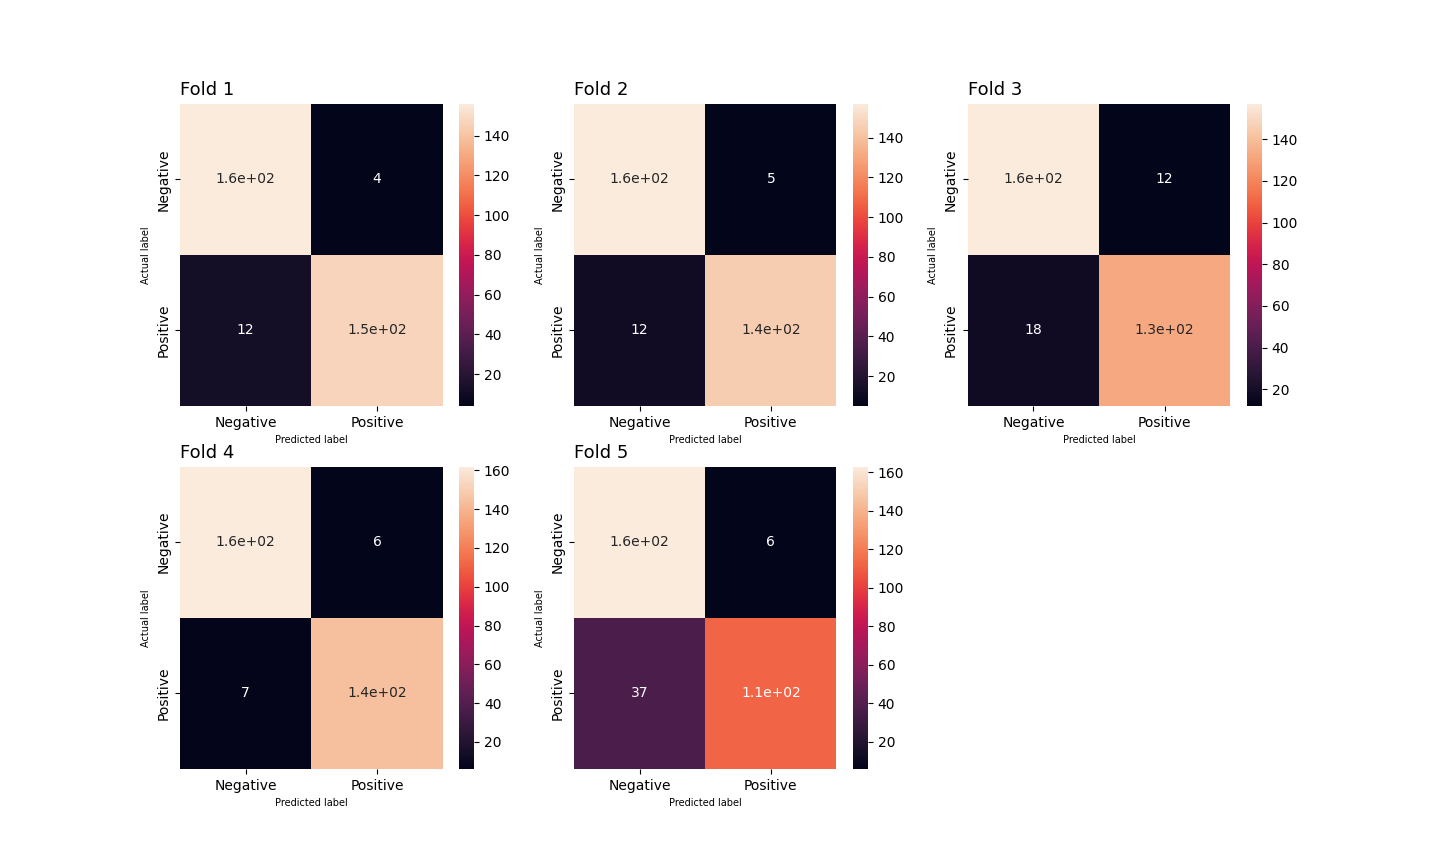 Fold 1
Negative
1.6e+02 4
Actual label
Positive
12 1.5e+02
Negative Positive
Predicted label
140
120
100
80
60
40
20
Fold 2
Negative
1.6e+02 5
Actual label
Positive
12 1.4e+02
Negative Positive
Predicted label
140
120
100
80
60
40
20
Fold 3
Negative
1.6e+02 12
Actual label
Positive
18 1.3e+02
Negative Positive
Predicted label
140
120
100
80
60
40
20
Fold 4
Negative
1.6e+02 6
Actual label
Positive
7 1.4e+02
Negative Positive
Predicted label
160
140
120
100
80
60
40
20
Fold 5
Negative
1.6e+02 6
Actual label
Positive
37 1.1e+02
Negative Positive
Predicted label
160
140
120
100
80
60
40
20